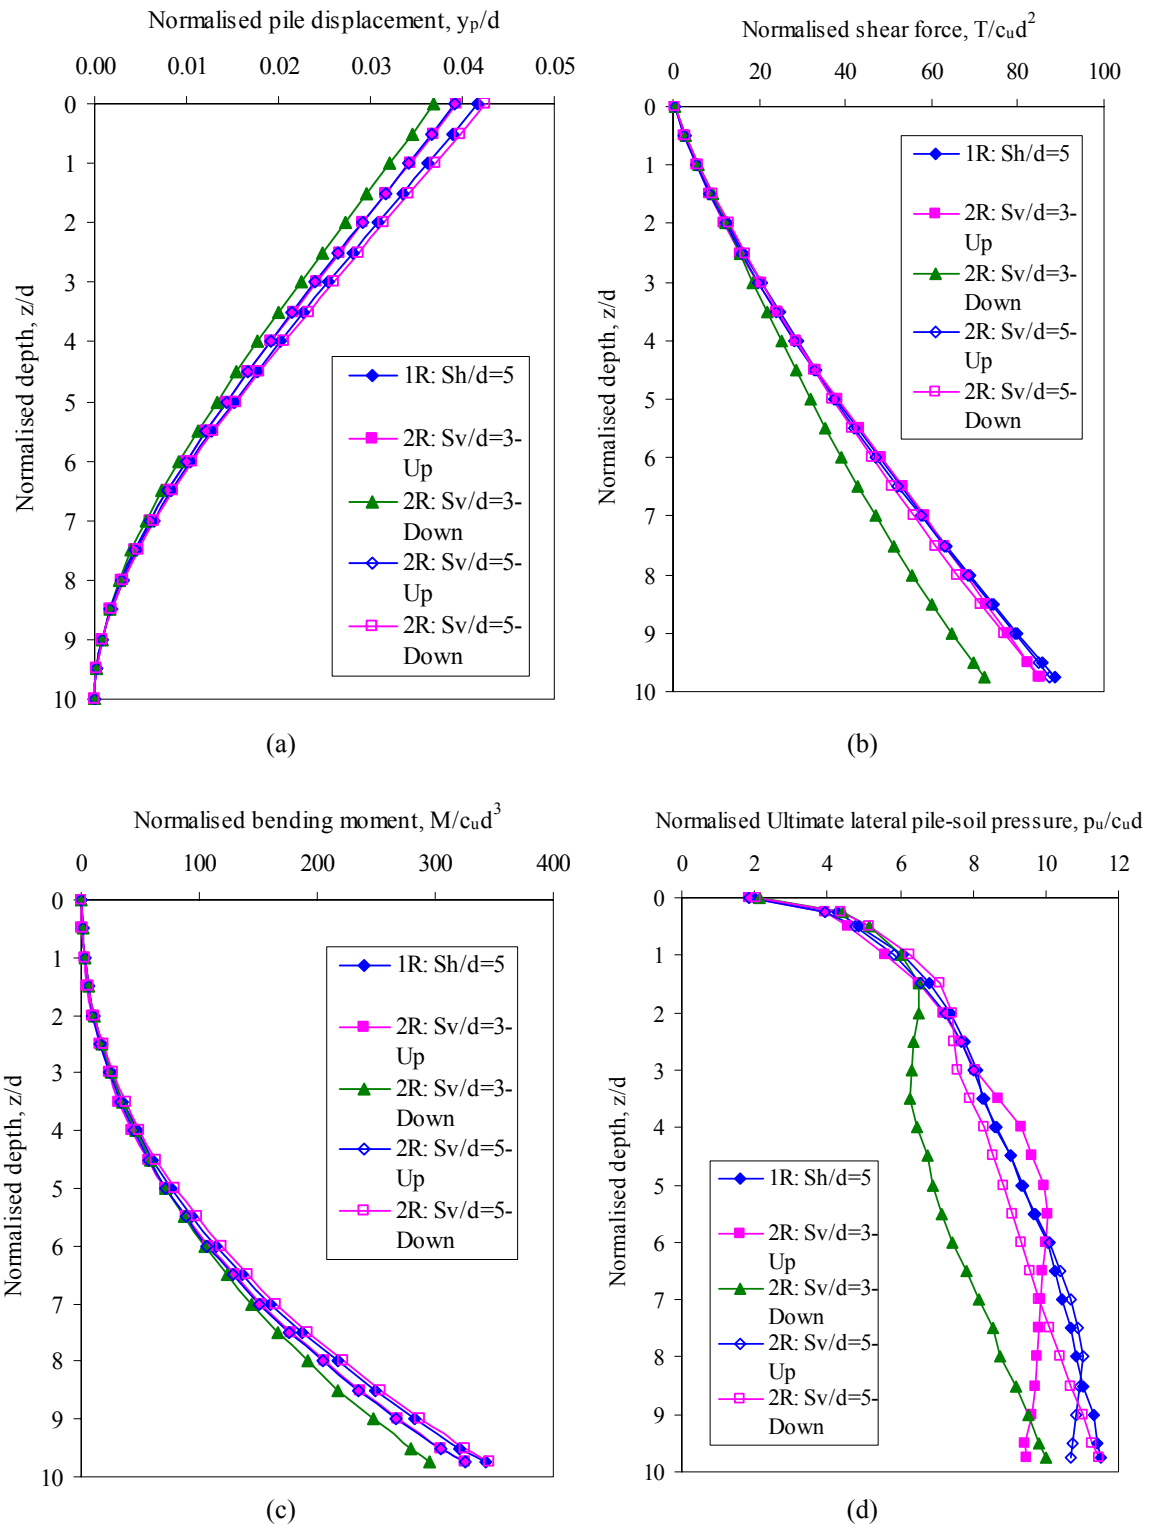 Normalised pile displacement, yp/d
0.00 0.01 0.02 0.03 0.04 0.05
0
1
2
3
4
5
6
7
8
9
10
Normalised depth, z/d
1R: Sh/d=5
2R: Sv/d=3-
Up
2R: Sv/d=3-
Down
2R: Sv/d=5-
Up
2R: Sv/d=5-
Down
(a)
Normalised shear force, T/cud2
0 20 40 60 80 100
0
1
2
3
4
5
6
7
8
9
10
Normalised depth, z/d
1R: Sh/d=5
2R: Sv/d=3-
Up
2R: Sv/d=3-
Down
2R: Sv/d=5-
Up
2R: Sv/d=5-
Down
(b)
Normalised bending moment, M/cud3
0 100 200 300 400
0
1
2
3
4
5
6
7
8
9
10
Normalised depth, z/d
1R: Sh/d=5
2R: Sv/d=3-
Up
2R: Sv/d=3-
Down
2R: Sv/d=5-
Up
2R: Sv/d=5-
Down
(c)
Normalised Ultimate lateral pile-soil pressure, pu/cud
0 2 4 6 8 10 12
0
1
2
3
4
5
6
7
8
9
10
Normalised depth, z/d
1R: Sh/d=5
2R: Sv/d=3-
Up
2R: Sv/d=3-
Down
2R: Sv/d=5-
Up
2R: Sv/d=5-
Down
(d)